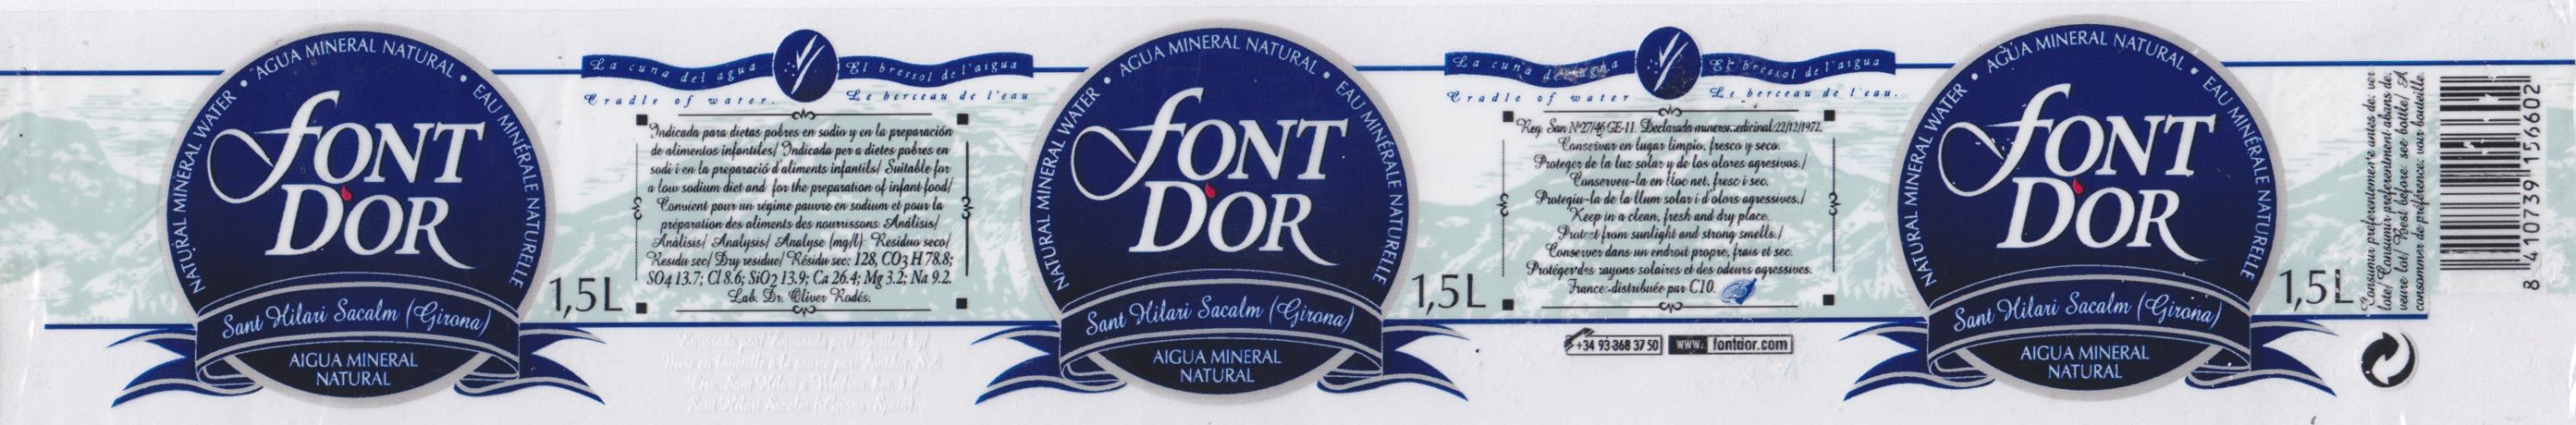 NATURAL MINERAL WATER • AGUA MINERAL NATURAL • EAU MINÉRALE NATURELLE
FONT
D'OR
Sant Hilari Sacalm (Girona)
AIGUA MINERAL
NATURAL
1,5L
La cuna del agua
El bressol de l'aigua
Cradle of water.
Le berceau de l'eau
Indicada para dietas pobres en sodio y en la preparación
de alimentos infantiles/ Indicada per a dietes pobres en
sodi i en la preparació d'aliments infantils/ Suitable for
a low sodium diet and for the preparation of infant food/
Convient pour un régime pauvre en sodium et pour la
préparation des aliments des nourrissons. Análisis/
Anàlisis/ Analysis/ Analyse (mg/l): Residuo seco/
Residu sec/ Dry residue/ Résidu sec: 128, CO3 H 78.8;
SO4 13.7; Cl 8.6; SiO2 13.9; Ca 26.4; Mg 3.2; Na 9.2.
Lab. Dr. Oliver Rodés.
NATURAL MINERAL WATER • AGUA MINERAL NATURAL • EAU MINÉRALE NATURELLE
FONT
D'OR
Sant Hilari Sacalm (Girona)
AIGUA MINERAL
NATURAL
1,5L
La cuna del agua
El bressol de l'aigua
Cradle of water
Le berceau de l'eau.
Reg. San Nº27/46 GE-11. Declarada minero-medicinal:22/12/1972.
Conservar en lugar limpio, fresco y seco.
Proteger de la luz solar y de los olores agresivos./
Conserveu-la en lloc net, fresc i sec.
Protegiu-la de la llum solar i d'olors agressives./
Keep in a clean, fresh and dry place.
Protect from sunlight and strong smells./
Conserver dans un endroit propre, frais et sec.
Protéger des rayons solaires et des odeurs agressives.
France:-distribuée par C10.
+34 93 368 37 50
www. fontdor.com
NATURAL MINERAL WATER • AGUA MINERAL NATURAL • EAU MINÉRALE NATURELLE
FONT
D'OR
Sant Hilari Sacalm (Girona)
AIGUA MINERAL
NATURAL
1,5L
Consumir preferentemente antes de: ver
lote/ Consumir preferentment abans de:
veure lot/ Best before: see bottle/ A
consommer de préférence: voir bouteille.
8 410739 156602